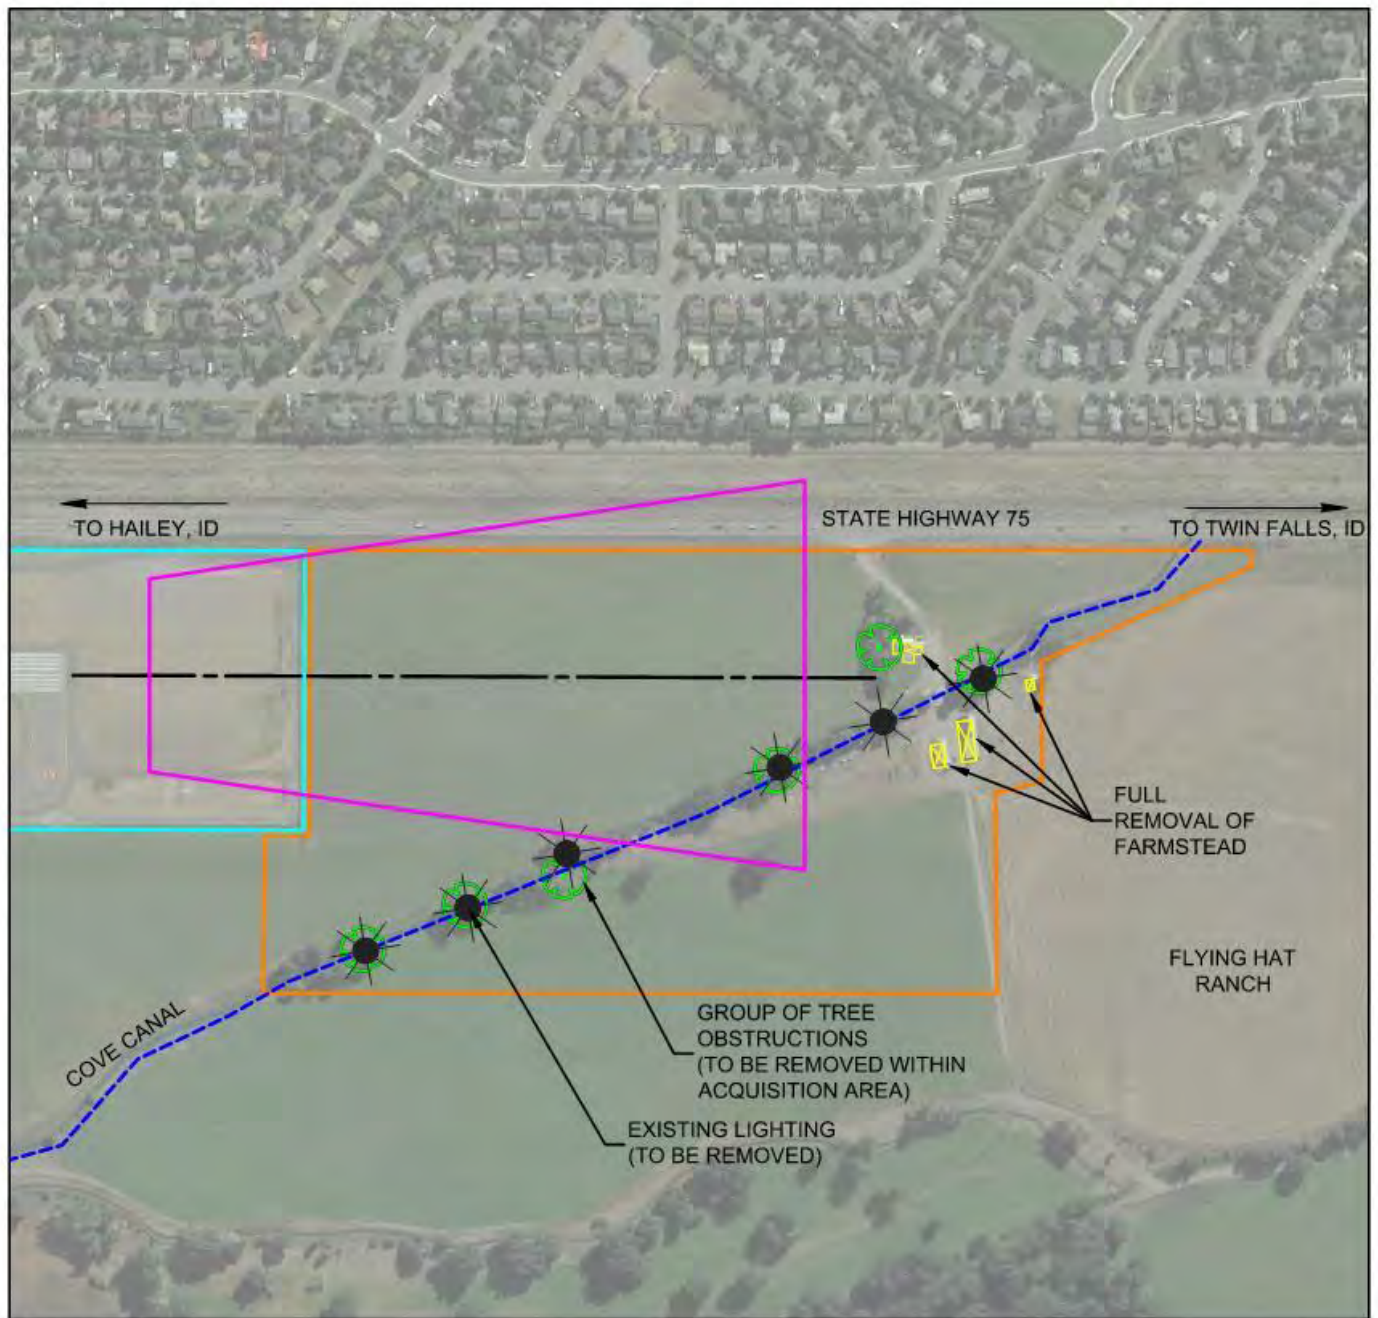 TO HAILEY, ID
STATE HIGHWAY 75
TO TWIN FALLS, ID
FULL
REMOVAL OF
FARMSTEAD
FLYING HAT
RANCH
COVE CANAL
GROUP OF TREE
OBSTRUCTIONS
(TO BE REMOVED WITHIN
ACQUISITION AREA)
EXISTING LIGHTING
(TO BE REMOVED)